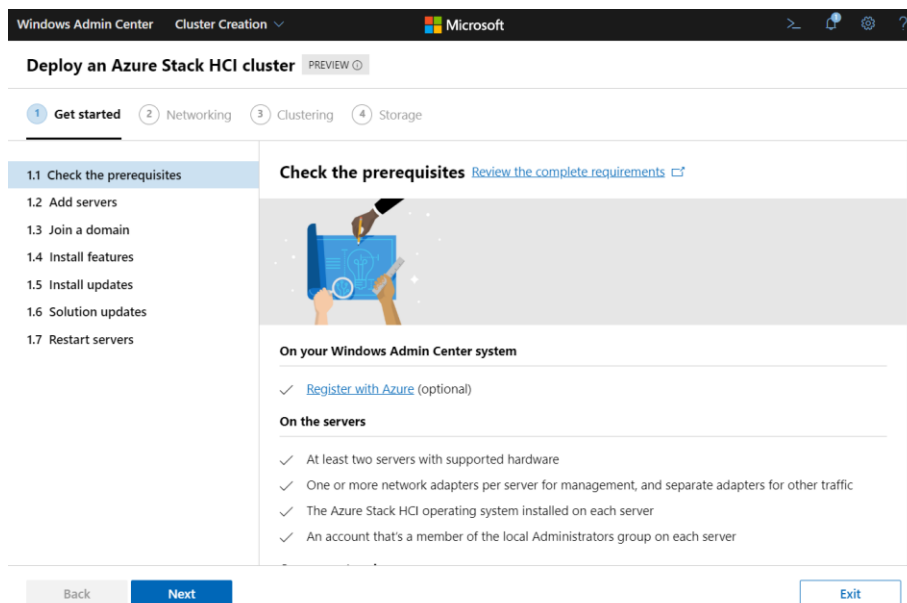 Windows Admin Center Cluster Creation Microsoft >_ 1 ?
Deploy an Azure Stack HCI cluster PREVIEW
1 Get started 2 Networking 3 Clustering 4 Storage
1.1 Check the prerequisites
1.2 Add servers
1.3 Join a domain
1.4 Install features
1.5 Install updates
1.6 Solution updates
1.7 Restart servers
Check the prerequisites Review the complete requirements
On your Windows Admin Center system
Register with Azure (optional)
On the servers
At least two servers with supported hardware
One or more network adapters per server for management, and separate adapters for other traffic
The Azure Stack HCI operating system installed on each server
An account that's a member of the local Administrators group on each server
Back Next Exit